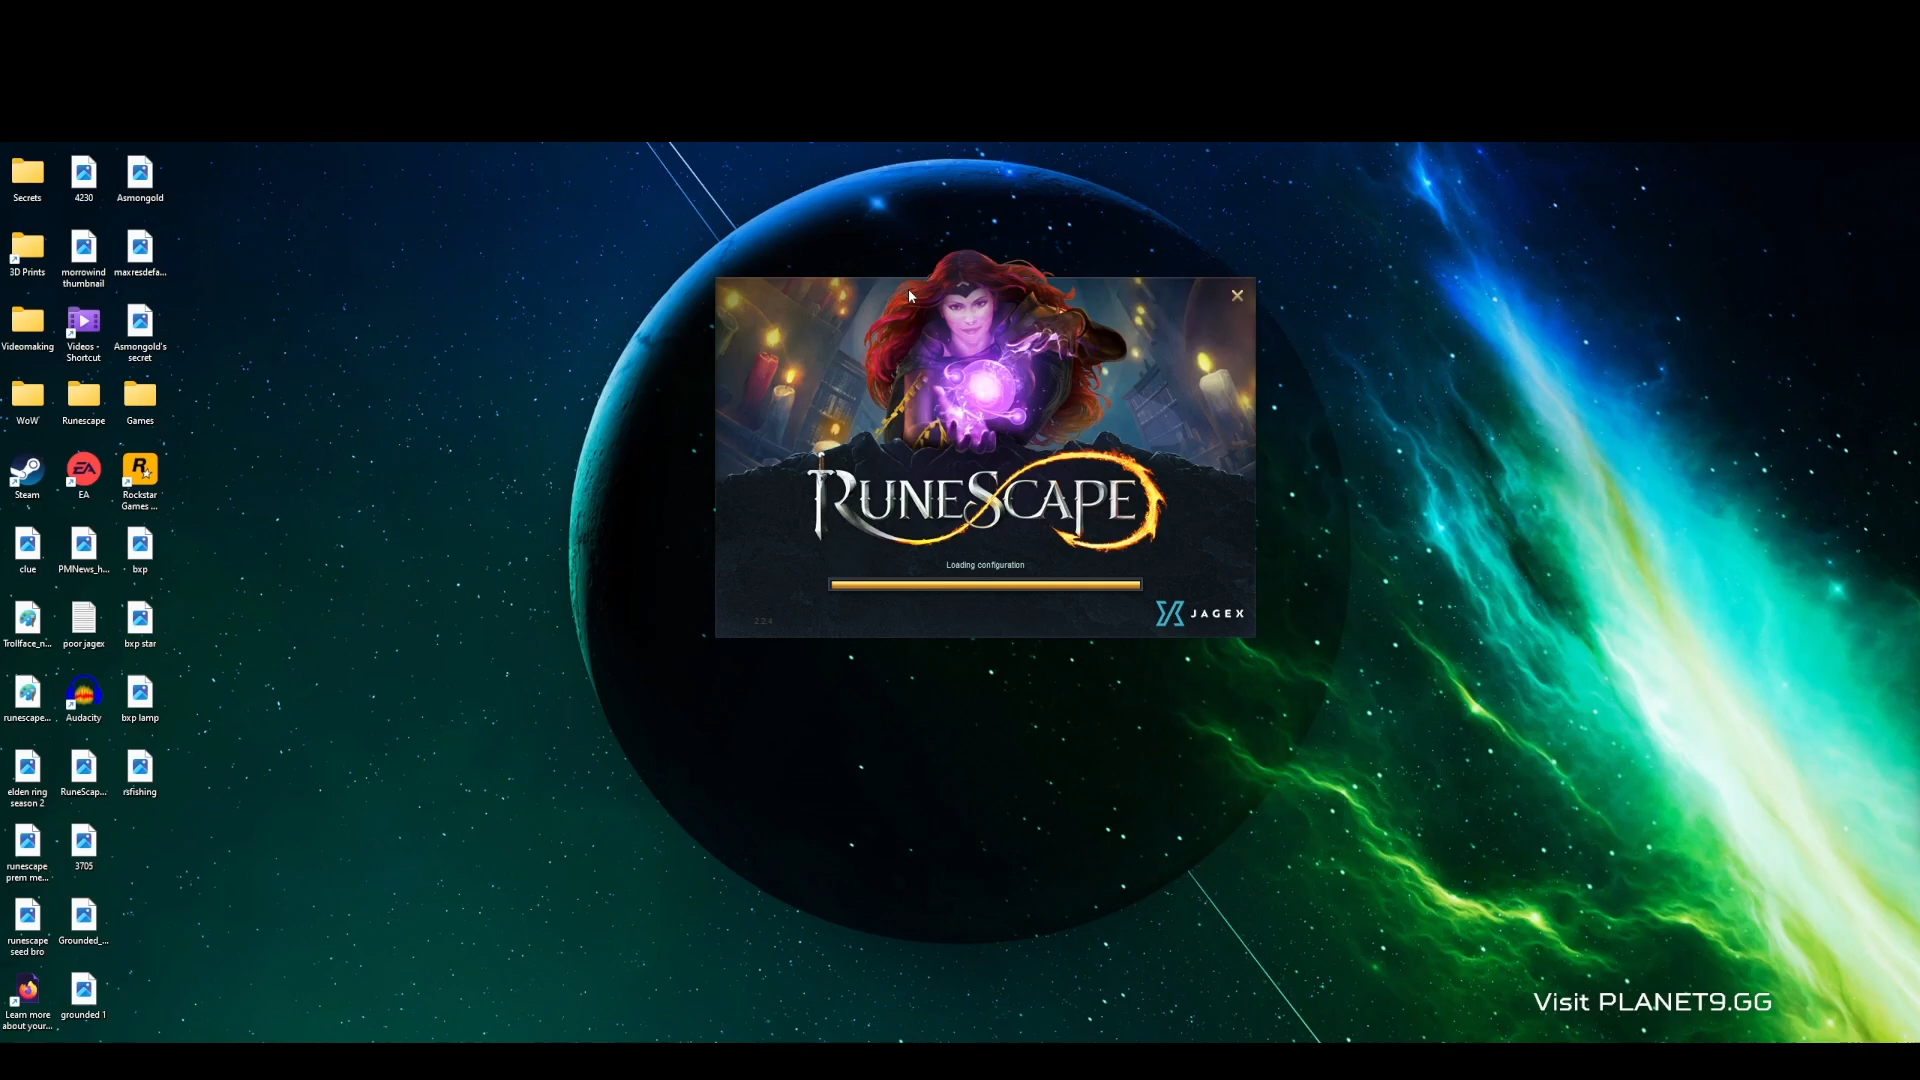 Secrets
4230
Asmongold
3D Prints
morrowind
thumbnail
maxresdefa...
Videomaking
Videos -
Shortcut
Asmongold's
secret
WoW
Runescape
Games
Steam
EA
Rockstar
Games ...
clue
PMNews_h...
bxp
Trollface_n...
poor jagex
bxp star
runescape...
Audacity
bxp lamp
elden ring
season 2
RuneScap...
rsfishing
runescape
prem me...
3705
runescape
seed bro
Grounded_...
Learn more
about your...
grounded 1
RUNESCAPE
Loading configuration
2.2.4
JAGEX
Visit PLANET9.GG